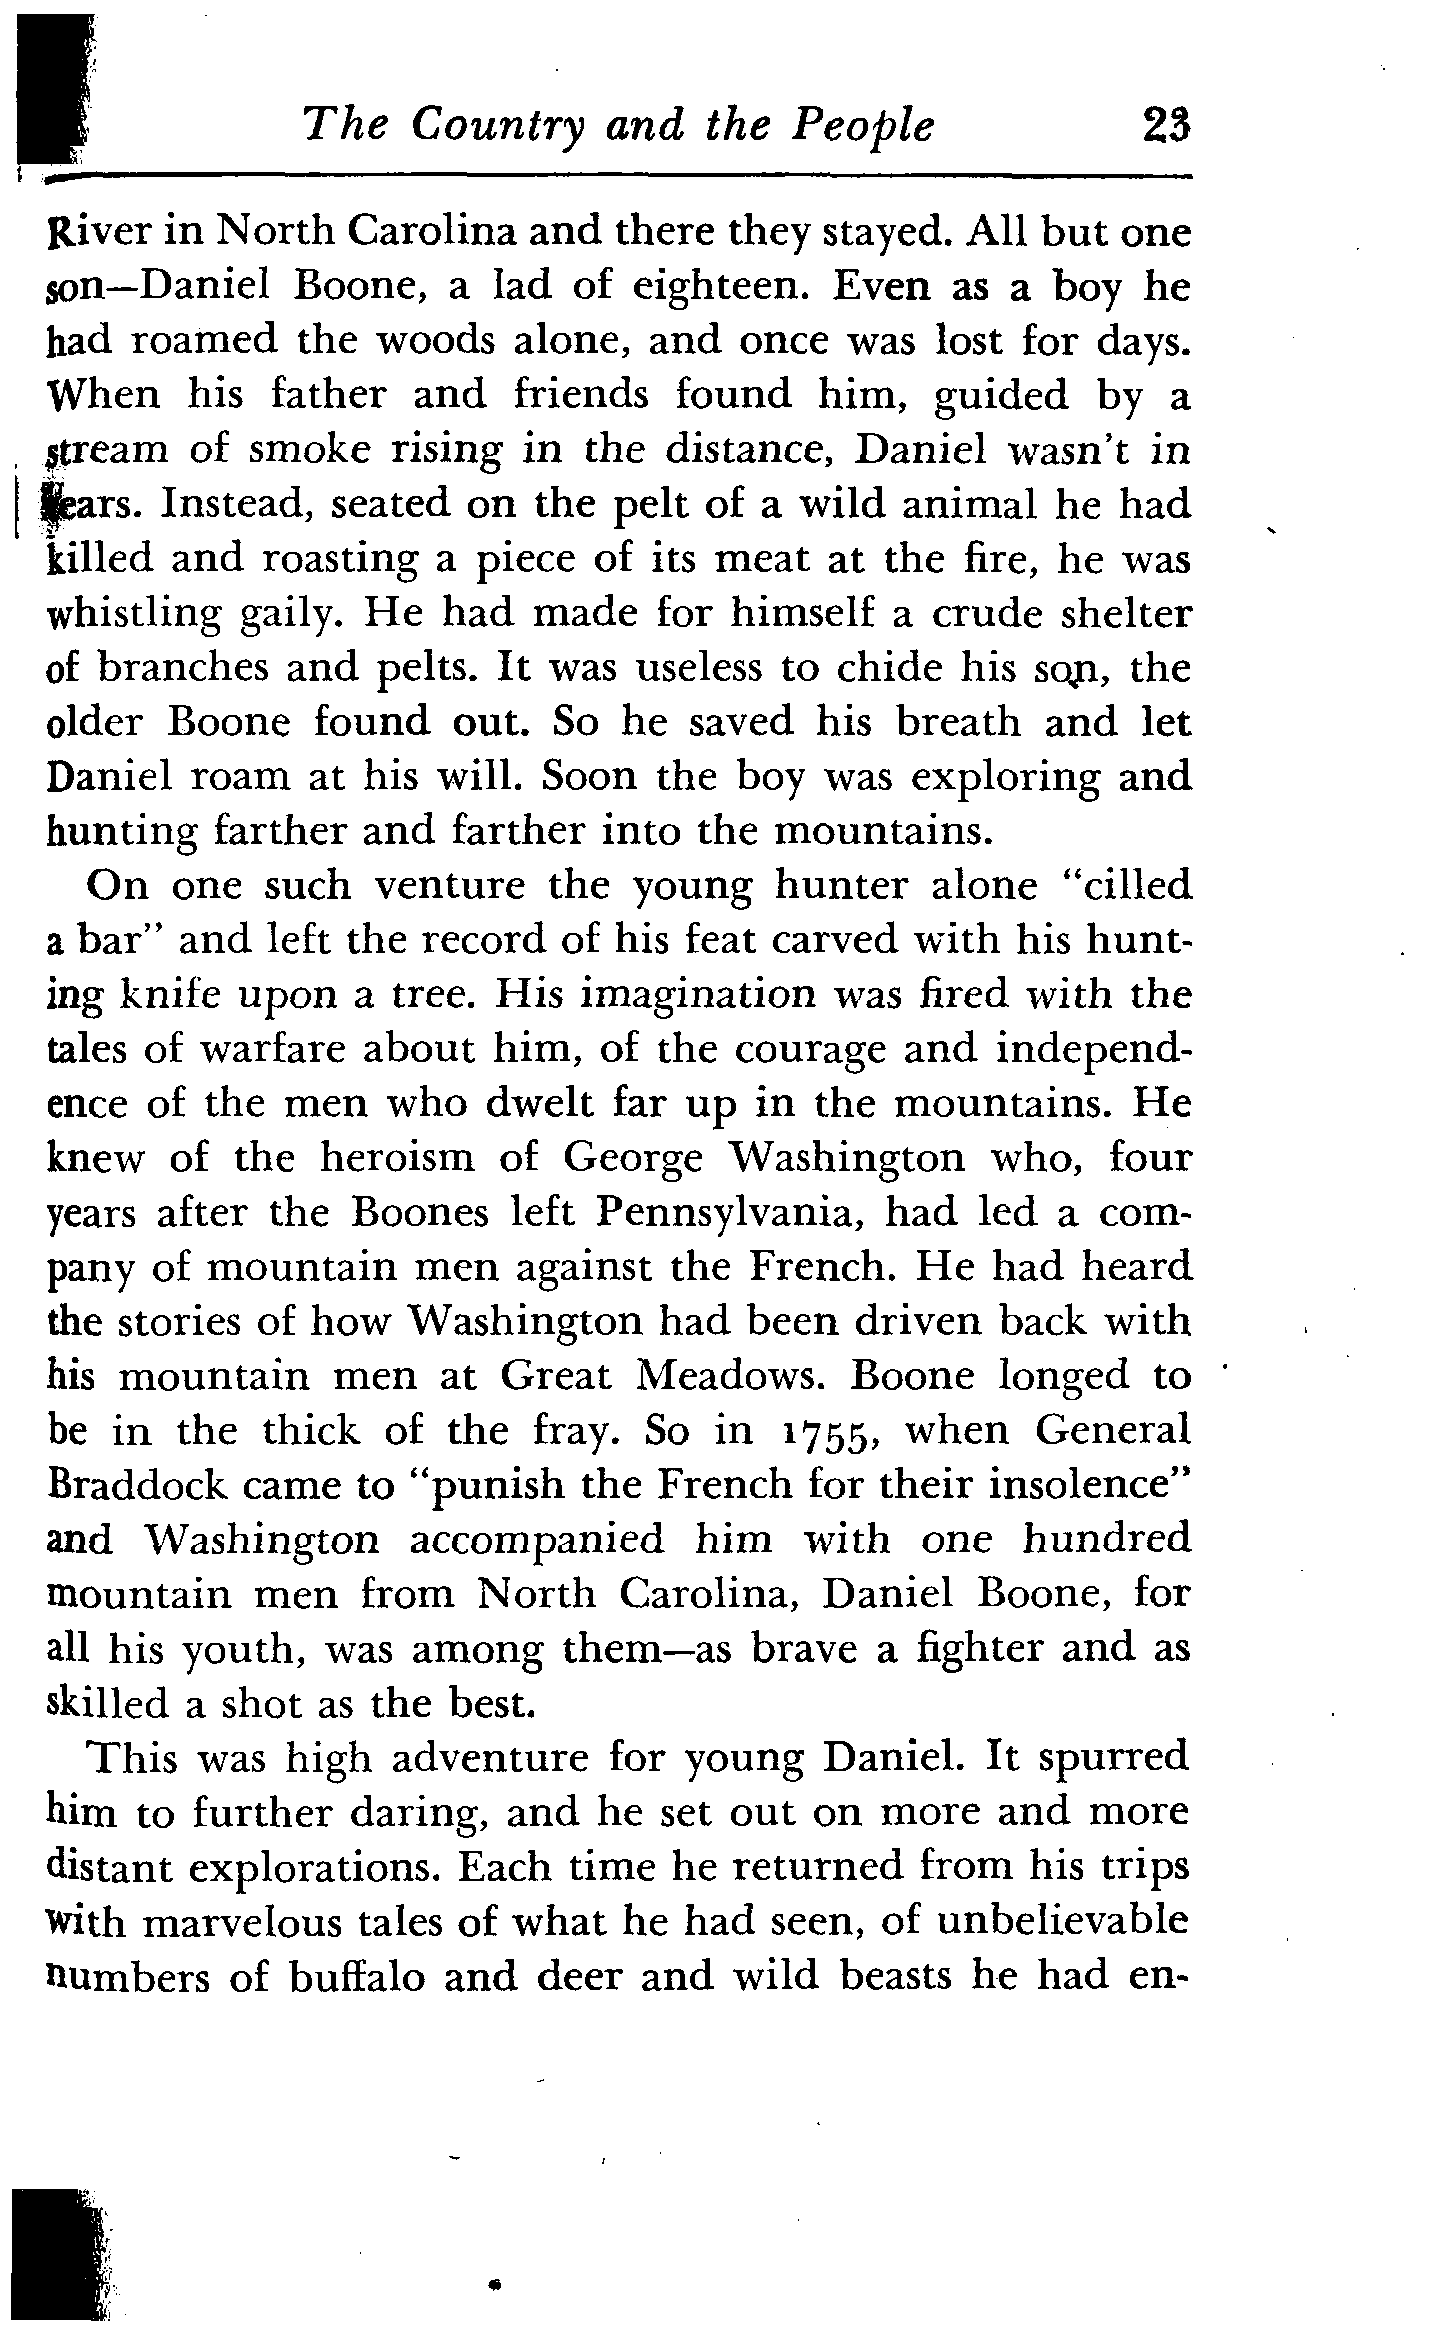 The Country and the People 23
River in North Carolina and there they stayed. All but one
son—Daniel Boone, a lad of eighteen. Even as a boy he
had roamed the woods alone, and once was lost for days.
When his father and friends found him, guided by a
stream of smoke rising in the distance, Daniel wasn't in
tears. Instead, seated on the pelt of a wild animal he had
killed and roasting a piece of its meat at the fire, he was
whistling gaily. He had made for himself a crude shelter
of branches and pelts. It was useless to chide his son, the
older Boone found out. So he saved his breath and let
Daniel roam at his will. Soon the boy was exploring and
hunting farther and farther into the mountains.
On one such venture the young hunter alone "cilled
a bar" and left the record of his feat carved with his hunt-
ing knife upon a tree. His imagination was fired with the
tales of warfare about him, of the courage and independ-
ence of the men who dwelt far up in the mountains. He
knew of the heroism of George Washington who, four
years after the Boones left Pennsylvania, had led a com-
pany of mountain men against the French. He had heard
the stories of how Washington had been driven back with
his mountain men at Great Meadows. Boone longed to
be in the thick of the fray. So in 1755, when General
Braddock came to "punish the French for their insolence"
and Washington accompanied him with one hundred
mountain men from North Carolina, Daniel Boone, for
all his youth, was among them—as brave a fighter and as
skilled a shot as the best.
This was high adventure for young Daniel. It spurred
him to further daring, and he set out on more and more
distant explorations. Each time he returned from his trips
with marvelous tales of what he had seen, of unbelievable
numbers of buffalo and deer and wild beasts he had en-